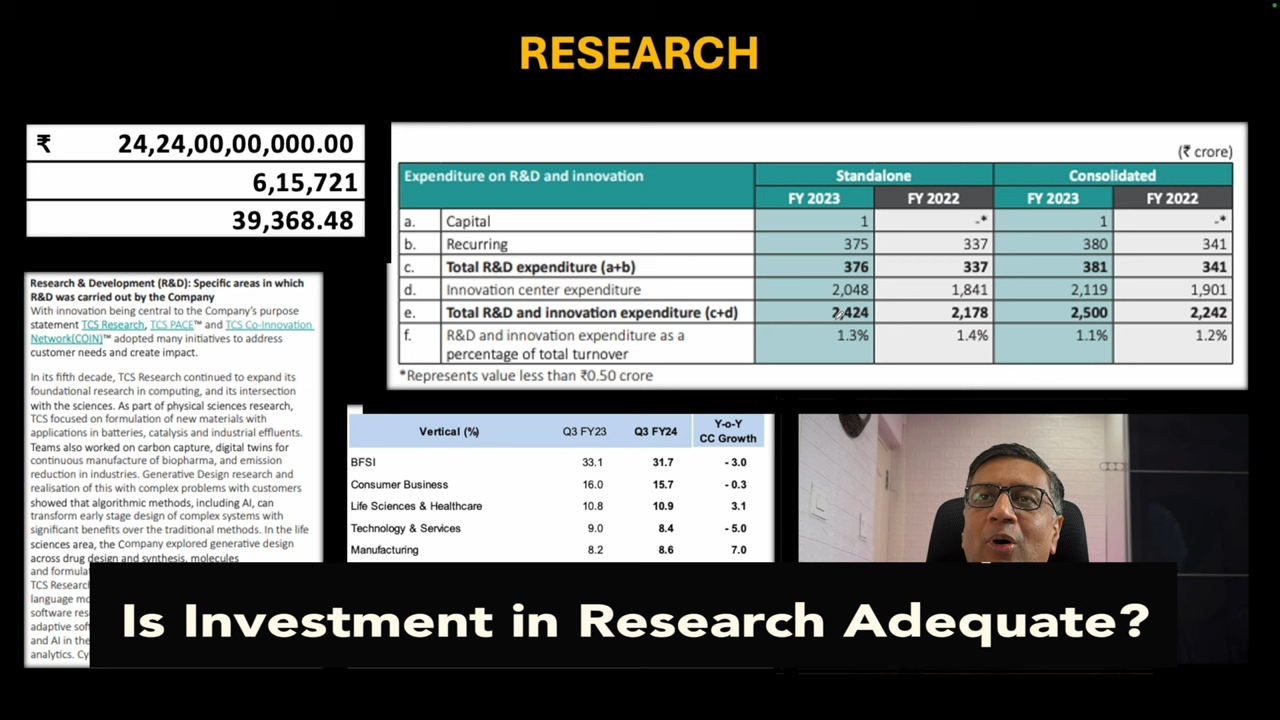 RESEARCH
₹ 24,24,00,00,000.00
6,15,721
39,368.48
(₹ crore)
Expenditure on R&D and innovation Standalone Consolidated
FY 2023 FY 2022 FY 2023 FY 2022
a. Capital 1 -* 1 -*
b. Recurring 375 337 380 341
c. Total R&D expenditure (a+b) 376 337 381 341
d. Innovation center expenditure 2,048 1,841 2,119 1,901
e. Total R&D and innovation expenditure (c+d) 2,424 2,178 2,500 2,242
f. R&D and innovation expenditure as a 1.3% 1.4% 1.1% 1.2%
percentage of total turnover
*Represents value less than ₹0.50 crore
Research & Development (R&D): Specific areas in which
R&D was carried out by the Company
With innovation being central to the Company's purpose
statement TCS Research, TCS PACE™ and TCS Co-Innovation
Network(COIN)™ adopted many initiatives to address
customer needs and create impact.
In its fifth decade, TCS Research continued to expand its
foundational research in computing, and its intersection
with the sciences. As part of physical sciences research,
TCS focused on formulation of new materials with
applications in batteries, catalysis and industrial effluents.
Teams also worked on carbon capture, digital twins for
continuous manufacture of biopharma, and emission
reduction in industries. Generative Design research and
realisation of this with complex problems with customers
showed that algorithmic methods, including AI, can
transform early stage design of complex systems with
significant benefits over the traditional methods. In the life
sciences area, the Company explored generative design
across drug design and synthesis, molecules
and
TCS
language
software
adaptive
and AI in the
analytics.
Vertical (%) Q3 FY23 Q3 FY24 Y-o-Y
CC Growth
BFSI 33.1 31.7 - 3.0
Consumer Business 16.0 15.7 - 0.3
Life Sciences & Healthcare 10.8 10.9 3.1
Technology & Services 9.0 8.4 - 5.0
Manufacturing 8.2 8.6 7.0
Is Investment in Research Adequate?